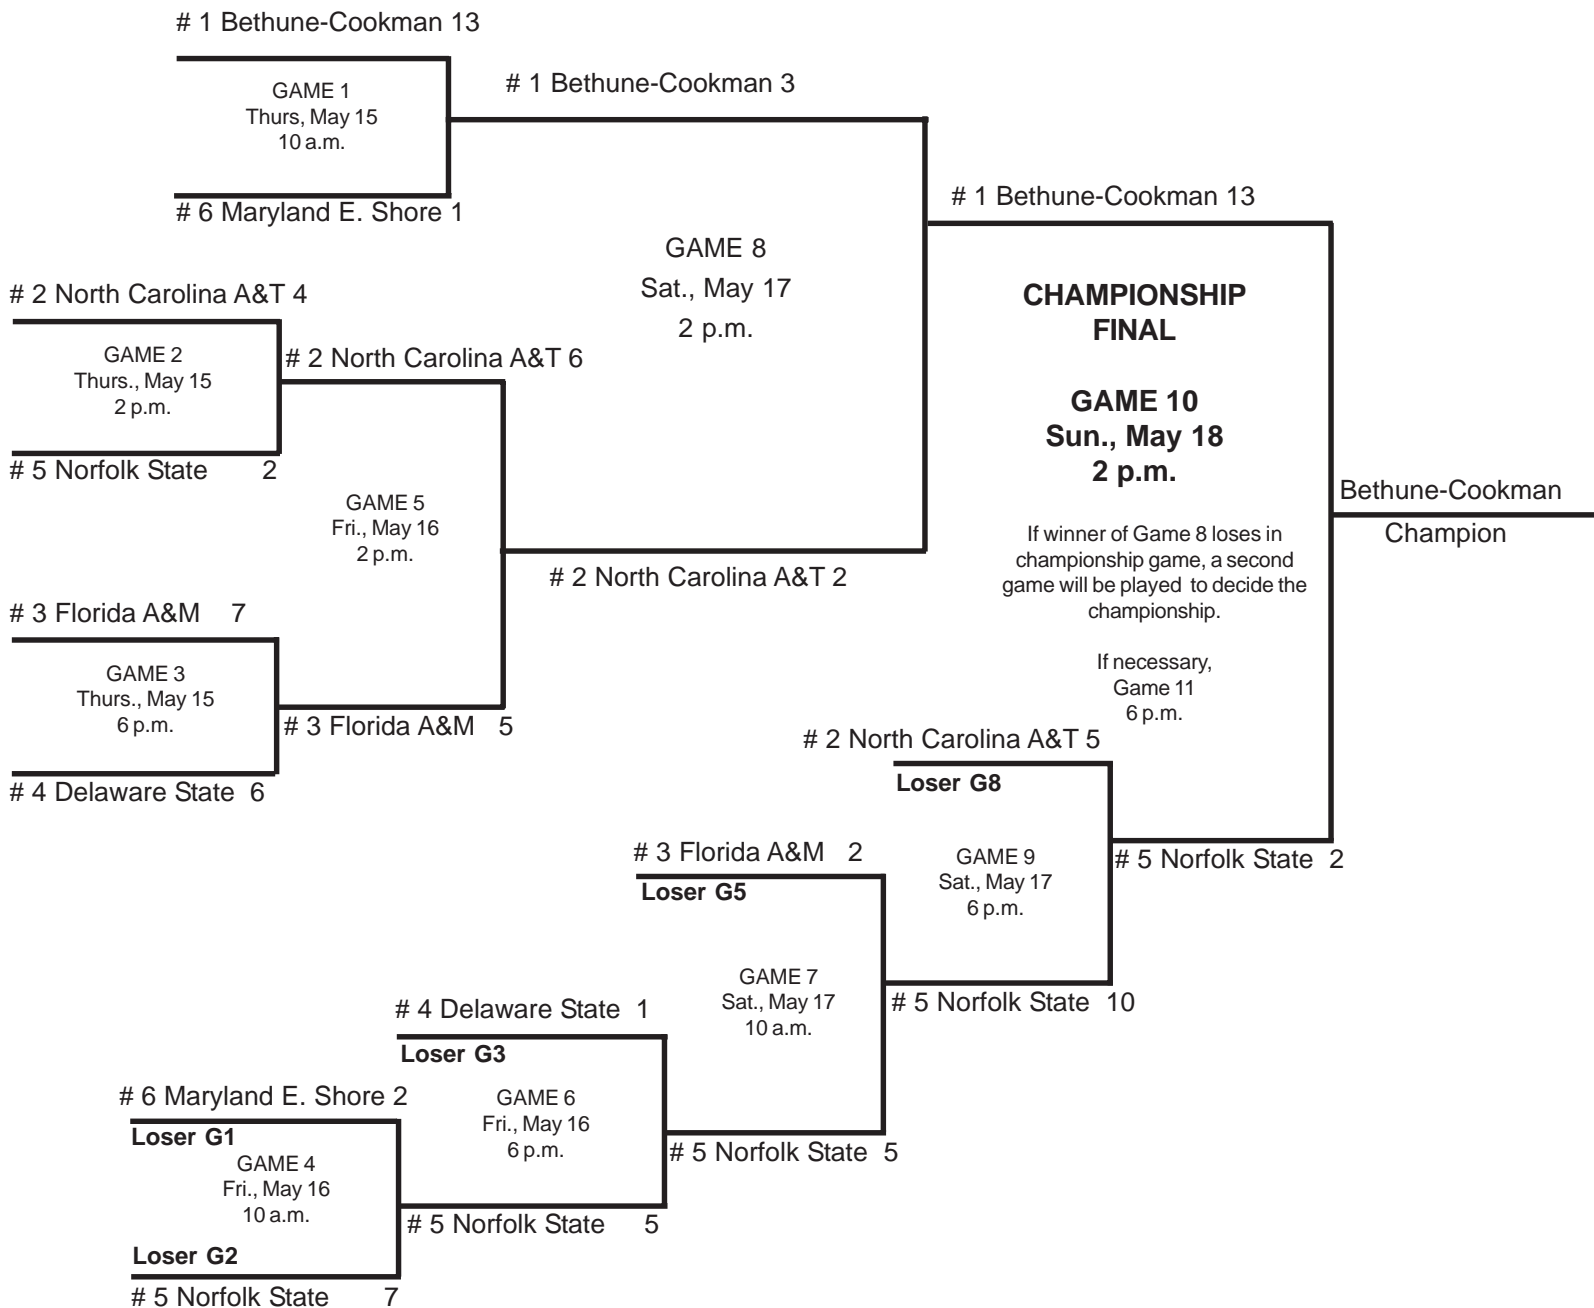 # 1 Bethune-Cookman 13
GAME 1
Thurs, May 15
10 a.m.
# 6 Maryland E. Shore 1
# 1 Bethune-Cookman 3
# 2 North Carolina A&T 4
GAME 2
Thurs., May 15
2 p.m.
# 5 Norfolk State 2
# 2 North Carolina A&T 6
GAME 5
Fri., May 16
2 p.m.
# 3 Florida A&M 7
GAME 3
Thurs., May 15
6 p.m.
# 4 Delaware State 6
# 3 Florida A&M 5
GAME 8
Sat., May 17
2 p.m.
# 2 North Carolina A&T 2
# 1 Bethune-Cookman 13
CHAMPIONSHIP
FINAL
GAME 10
Sun., May 18
2 p.m.
If winner of Game 8 loses in
championship game, a second
game will be played to decide the
championship.
If necessary,
Game 11
6 p.m.
Bethune-Cookman
Champion
# 2 North Carolina A&T 5
Loser G8
GAME 9
Sat., May 17
6 p.m.
# 5 Norfolk State 2
# 3 Florida A&M 2
Loser G5
GAME 7
Sat., May 17
10 a.m.
# 5 Norfolk State 10
# 4 Delaware State 1
Loser G3
GAME 6
Fri., May 16
6 p.m.
# 5 Norfolk State 5
# 6 Maryland E. Shore 2
Loser G1
GAME 4
Fri., May 16
10 a.m.
# 5 Norfolk State 5
Loser G2
# 5 Norfolk State 7